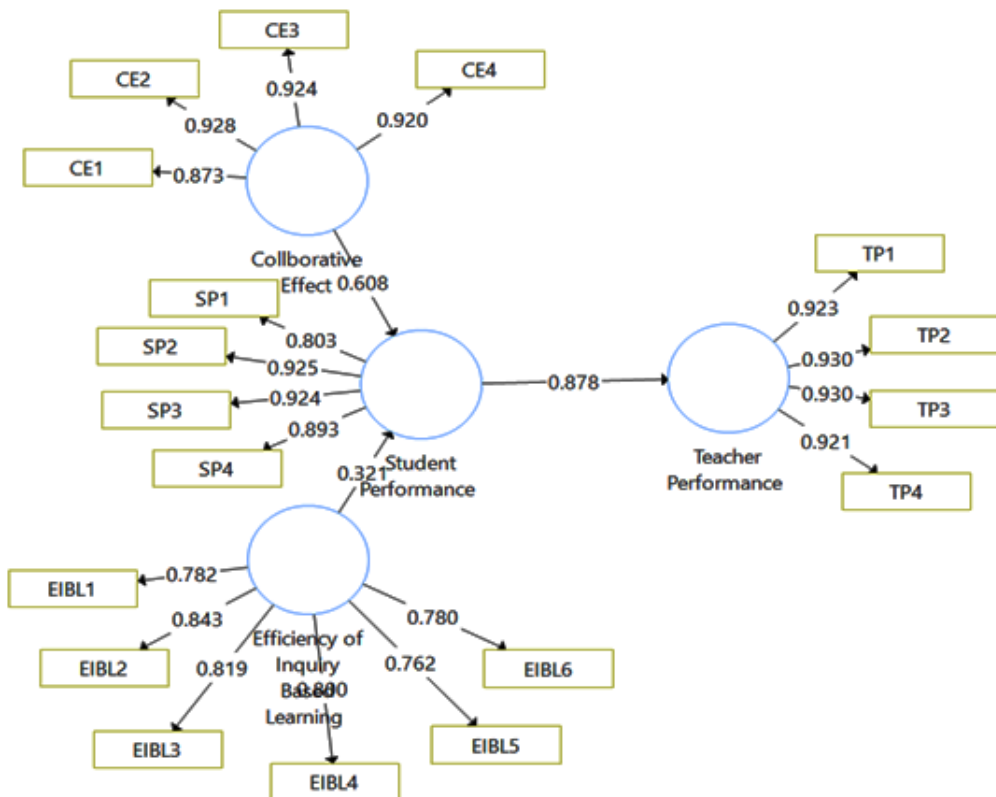 CE3
CE2
CE4
0.924
0.928
0.920
CE1
0.873
Collborative
Effect
0.608
TP1
SP1
0.923
0.803
TP2
SP2
0.925
0.930
0.878
SP3
0.924
0.930
TP3
0.893
0.921
SP4
Student
Performance
0.321
Teacher
Performance
TP4
EIBL1
0.782
0.843
0.780
Efficiency of
Inquiry
Based
Learning
EIBL2
0.819
0.762
EIBL6
EIBL3
EIBL5
EIBL4